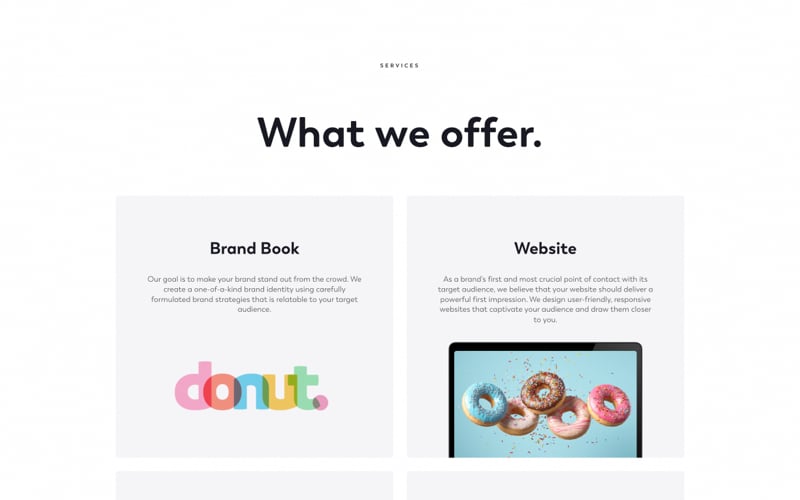 SERVICES
What we offer.
Brand Book
Our goal is to make your brand stand out from the crowd. We
create a one-of-a-kind brand identity using carefully
formulated brand strategies that is relatable to your target
audience.
donut.
Website
As a brand's first and most crucial point of contact with its
target audience, we believe that your website should deliver a
powerful first impression. We design user-friendly, responsive
websites that captivate your audience and draw them closer
to you.